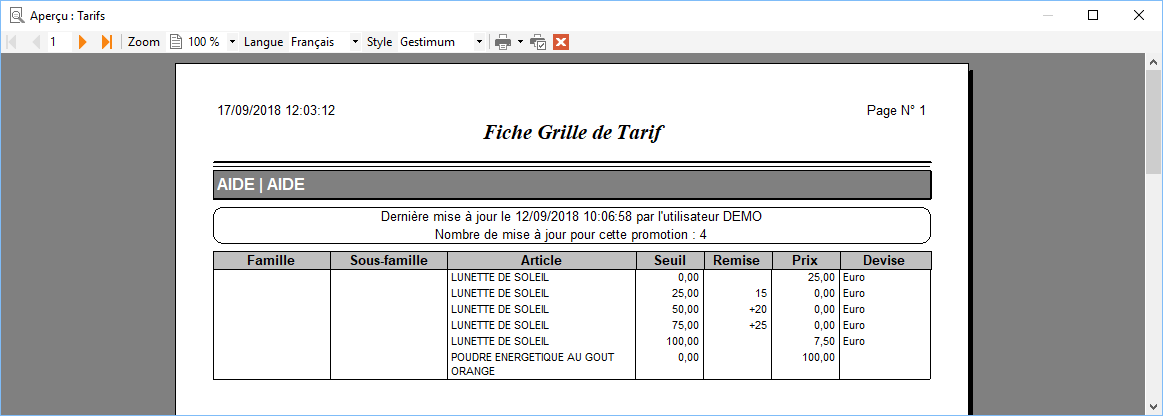 Aperçu : Tarifs
1 Zoom 100 % Langue Français Style Gestimum
17/09/2018 12:03:12 Page N° 1
Fiche Grille de Tarif
AIDE | AIDE
Dernière mise à jour le 12/09/2018 10:06:58 par l'utilisateur DEMO
Nombre de mise à jour pour cette promotion : 4
Famille Sous-famille Article Seuil Remise Prix Devise
LUNETTE DE SOLEIL 0,00 25,00 Euro
LUNETTE DE SOLEIL 25,00 15 0,00 Euro
LUNETTE DE SOLEIL 50,00 +20 0,00 Euro
LUNETTE DE SOLEIL 75,00 +25 0,00 Euro
LUNETTE DE SOLEIL 100,00 7,50 Euro
POUDRE ENERGETIQUE AU GOUT 0,00 100,00
ORANGE